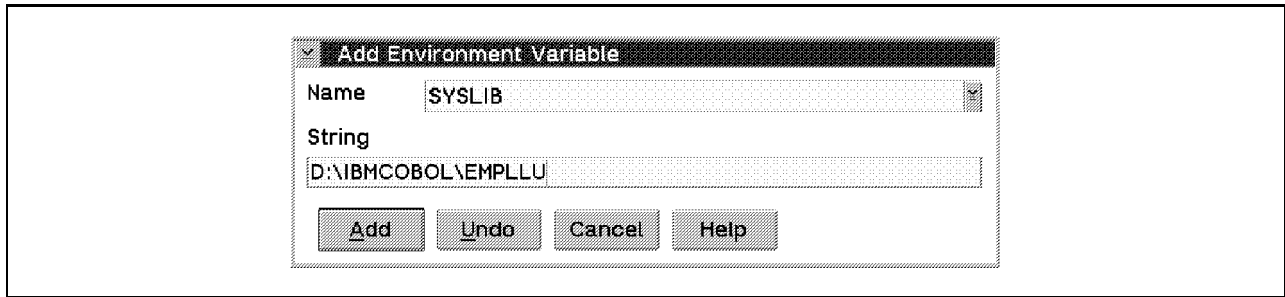 Add Environment Variable
Name SYSLIB
String
D:\IBMCOBOL\EMPLLU
Add Undo Cancel Help